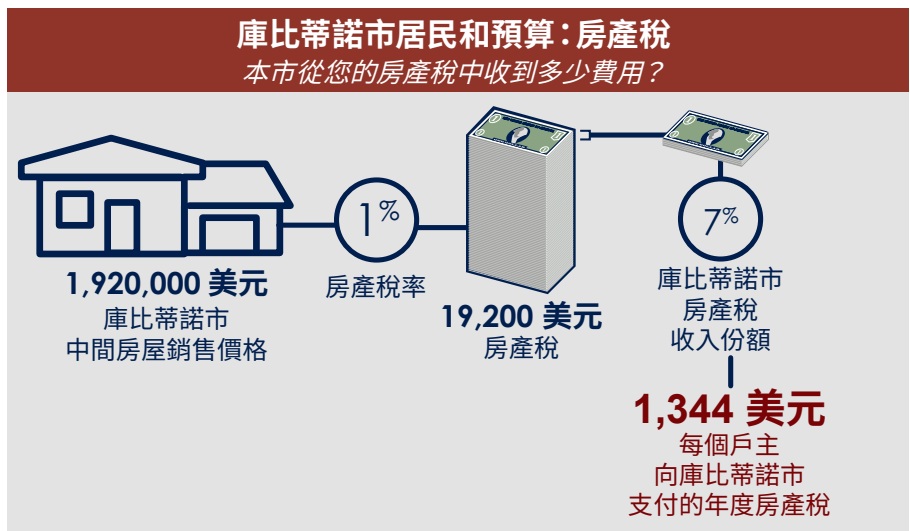 庫比蒂諾市居民和預算：房產稅
本市從您的房產稅中收到多少費用？
1,920,000 美元
庫比蒂諾市
中間房屋銷售價格
1%
房產稅率
19,200 美元
房產稅
7%
庫比蒂諾市
房產稅
收入份額
1,344 美元
每個戶主
向庫比蒂諾市
支付的年度房產稅